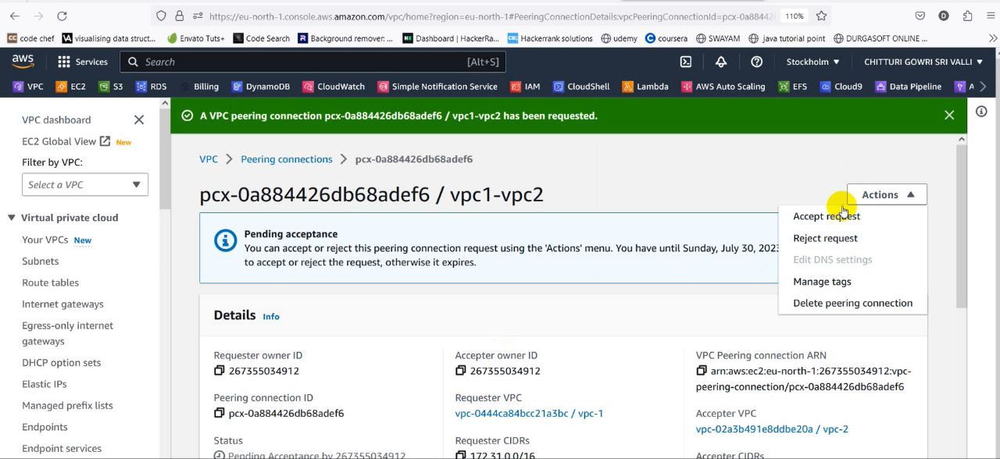 https://eu-north-1.console.aws.amazon.com/vpc/home?region=eu-north-1#PeeringConnectionDetails:vpcPeeringConnectionId=pcx-0a88442
110%
code chef
visualising data struct...
Envato Tuts+
Code Search
Background remover: ...
Dashboard | HackerRa...
Hackerrank solutions
udemy
coursera
SWAYAM
java tutorial point
DURGASOFT ONLINE ...
aws
Services
Search
[Alt+S]
Stockholm
CHITTURI GOWRI SRI VALLI
VPC
EC2
S3
RDS
Billing
DynamoDB
CloudWatch
Simple Notification Service
IAM
CloudShell
Lambda
AWS Auto Scaling
EFS
Cloud9
Data Pipeline
A
VPC dashboard
EC2 Global View
New
Filter by VPC:
Select a VPC
Virtual private cloud
Your VPCs New
Subnets
Route tables
Internet gateways
Egress-only internet
gateways
DHCP option sets
Elastic IPs
Managed prefix lists
Endpoints
Endpoint services
A VPC peering connection pcx-0a884426db68adef6 / vpc1-vpc2 has been requested.
VPC
Peering connections
pcx-0a884426db68adef6
pcx-0a884426db68adef6 / vpc1-vpc2
Actions
Accept request
Reject request
Edit DNS settings
Manage tags
Delete peering connection
Pending acceptance
You can accept or reject this peering connection request using the 'Actions' menu. You have until Sunday, July 30, 2023
to accept or reject the request, otherwise it expires.
Details Info
Requester owner ID
267355034912
Peering connection ID
pcx-0a884426db68adef6
Status
Pending Acceptance by 267355034912
Accepter owner ID
267355034912
Requester VPC
vpc-0444ca84bcc21a3bc / vpc-1
Requester CIDRs
172.31.0.0/16
VPC Peering connection ARN
arn:aws:ec2:eu-north-1:267355034912:vpc-
peering-connection/pcx-0a884426db68adef6
Accepter VPC
vpc-02a3b491e8ddbe20a / vpc-2
Accepter CIDRs